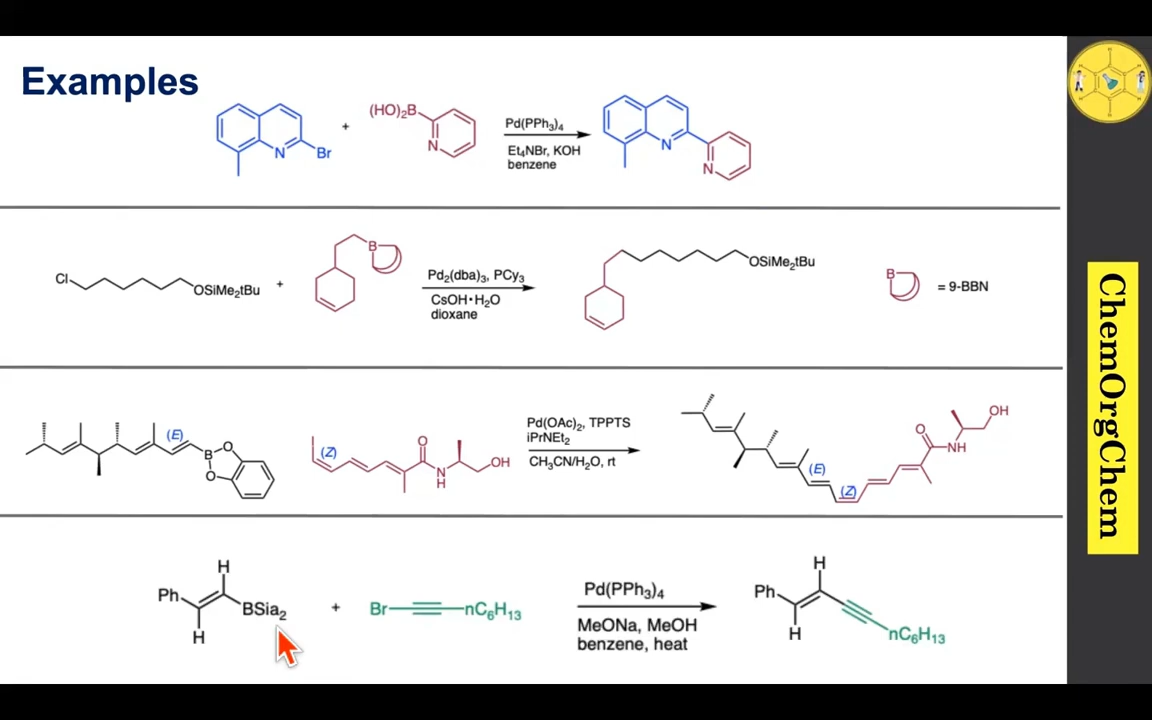 Examples
(HO)₂B
N
N
Br
+
Pd(PPh₃)₄
Et₄NBr, KOH
benzene
N
N
Cl
OSiMe₂tBu
+
B
Pd₂(dba)₃, PCy₃
CsOH•H₂O
dioxane
OSiMe₂tBu
B
= 9-BBN
(E)
B
O
O
I
(Z)
O
N
H
OH
Pd(OAc)₂, TPPTS
iPrNEt₂
CH₃CN/H₂O, rt
(E)
(Z)
O
NH
OH
Ph
H
H
BSia₂
+
Br
nC₆H₁₃
Pd(PPh₃)₄
MeONa, MeOH
benzene, heat
Ph
H
H
nC₆H₁₃
ChemOrgChem